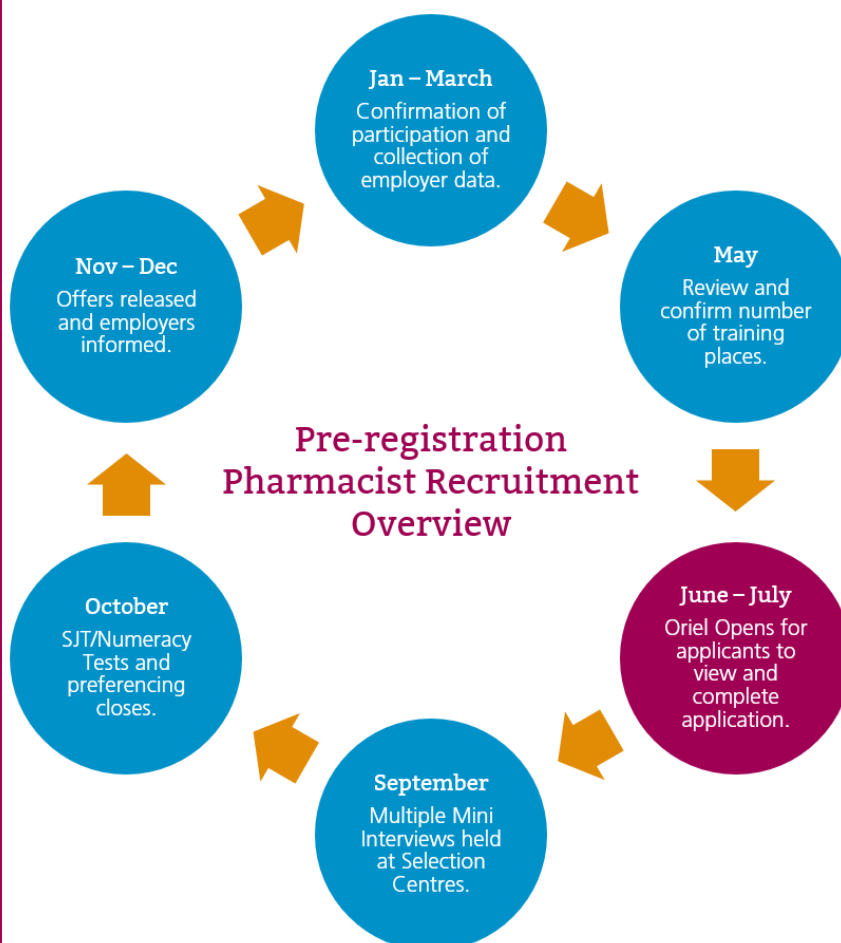 Jan – March
Confirmation of
participation and
collection of
employer data.
May
Review and
confirm number
of training
places.
June – July
Oriel Opens for
applicants to
view and
complete
application.
September
Multiple Mini
Interviews held
at Selection
Centres.
October
SJT/Numeracy
Tests and
preferencing
closes.
Nov – Dec
Offers released
and employers
informed.
Pre-registration
Pharmacist Recruitment
Overview